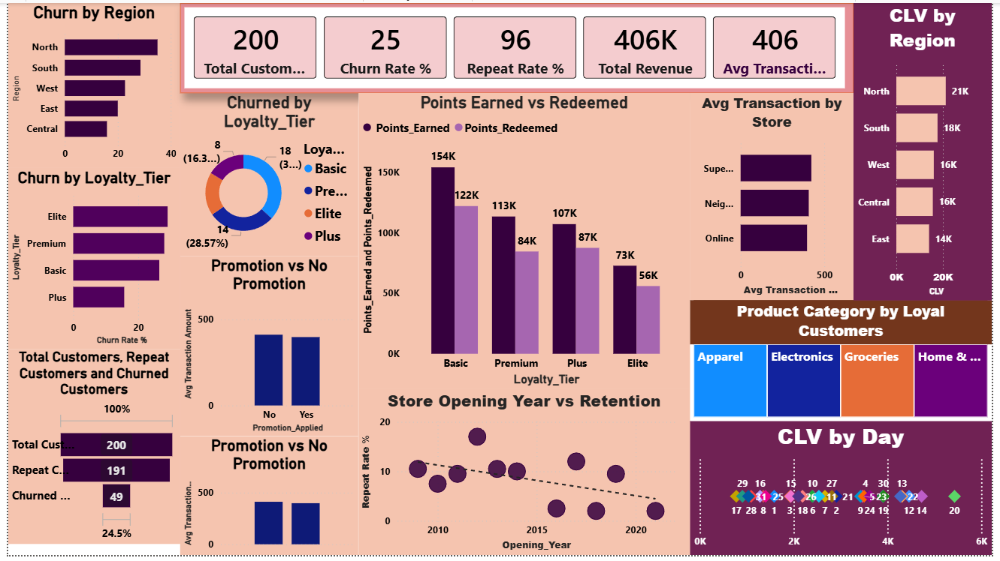 Churn by Region
Region
North
South
West
East
Central
0 20 40
200
Total Custom...
25
Churn Rate %
96
Repeat Rate %
406K
Total Revenue
406
Avg Transacti...
CLV by
Region
North 21K
South 18K
West 16K
Central 16K
East 14K
0K 20K
CLV
Churn by Loyalty_Tier
Loyalty_Tier
Elite
Premium
Basic
Plus
0 20
Churn Rate %
Churned by
Loyalty_Tier
8
(16.3...)
18
(3...)
14
(28.57%)
Loya...
Basic
Pre...
Elite
Plus
Points Earned vs Redeemed
Points_Earned Points_Redeemed
Points_Earned and Points_Redeemed
150K
100K
50K
0K
154K 122K
113K 84K
107K 87K
73K 56K
Basic Premium Plus Elite
Loyalty_Tier
Avg Transaction by
Store
Supe...
Neig...
Online
0 500
Avg Transaction ...
Promotion vs No
Promotion
Avg Transaction Amount
500
0
No Yes
Promotion_Applied
Product Category by Loyal
Customers
Apparel
Electronics
Groceries
Home & ...
Total Customers, Repeat
Customers and Churned
Customers
100%
Total Cust... 200
Repeat C... 191
Churned ... 49
24.5%
Promotion vs No
Promotion
Avg Transaction...
500
0
Store Opening Year vs Retention
Repeat Rate %
20
10
0
2010 2015 2020
Opening_Year
CLV by Day
29 16 15 10 27 4 30 13
31 25 26 11 21 5 23 22
17 28 8 1 3 18 6 7 2 9 24 19 12 14 20
0K 2K 4K 6K